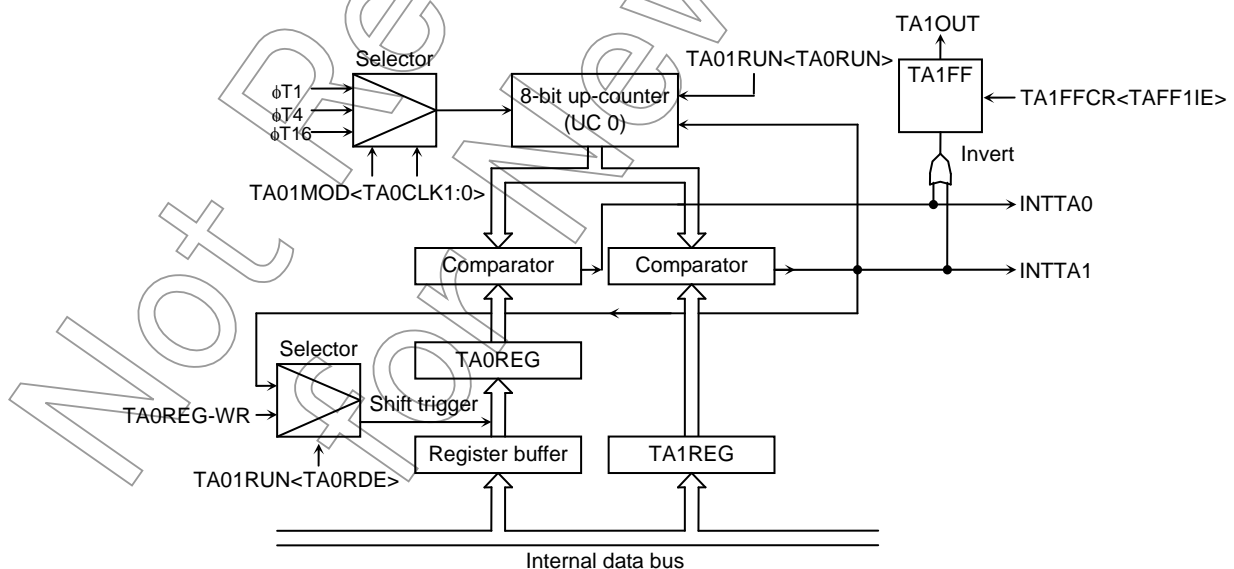 TA1OUT
Selector
TA01RUN<TA0RUN>
TA1FF
8-bit up-counter
(UC 0)
ϕT1
ϕT4
ϕT16
TA1FFCR<TAFF1IE>
Invert
TA01MOD<TA0CLK1:0>
INTTA0
Comparator
Comparator
INTTA1
Selector
TA0REG
Shift trigger
TA0REG-WR
Register buffer
TA1REG
TA01RUN<TA0RDE>
Internal data bus